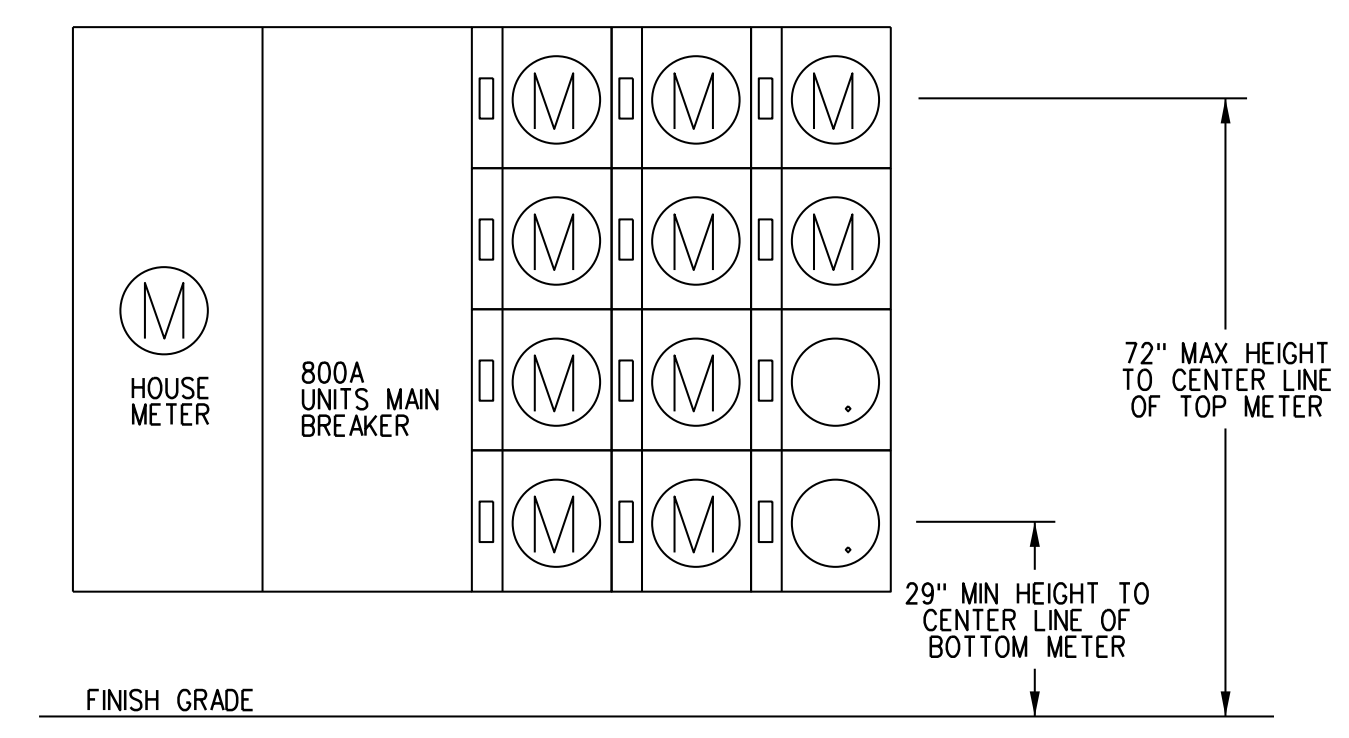 M M M
M M M
M
HOUSE
METER
800A
UNITS MAIN
BREAKER
M M
M M
72" MAX HEIGHT
TO CENTER LINE
OF TOP METER
29" MIN HEIGHT TO
CENTER LINE OF
BOTTOM METER
FINISH GRADE